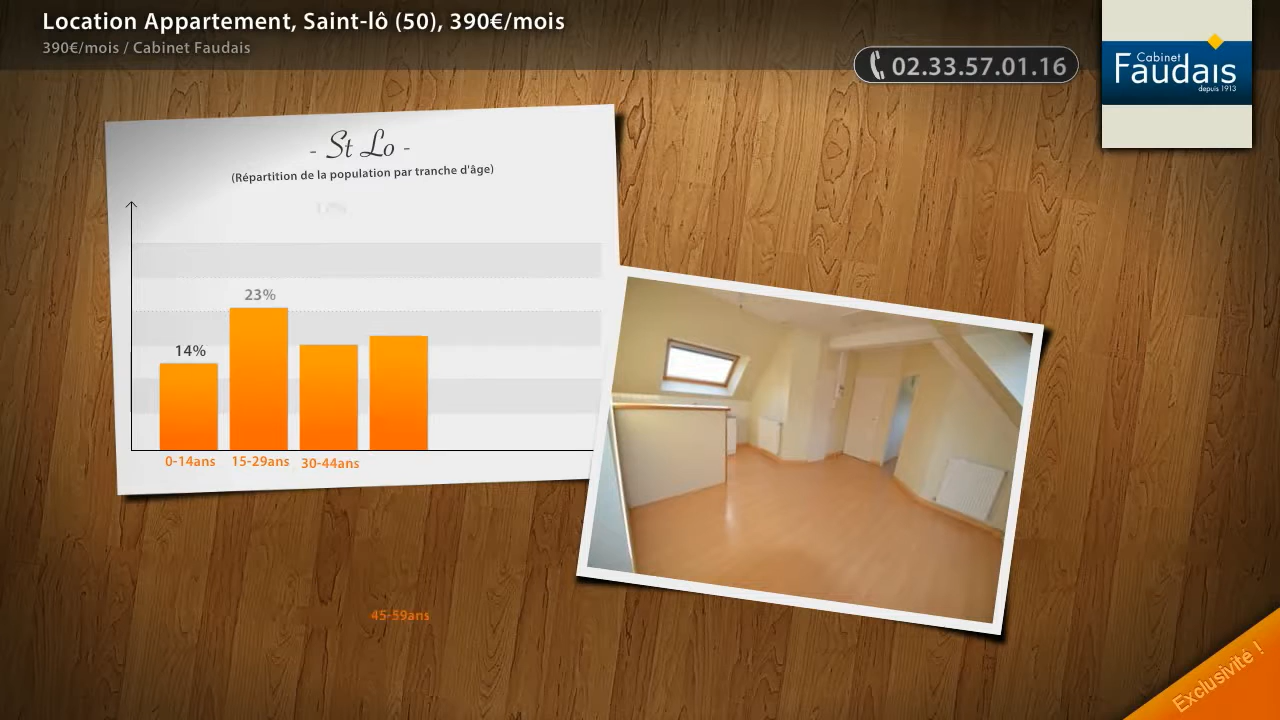 Location Appartement, Saint-lô (50), 390€/mois
390€/mois / Cabinet Faudais
02.33.57.01.16
Cabinet
Faudais
depuis 1913
- St Lo -
(Répartition de la population par tranche d'âge)
23%
14%
0-14ans 15-29ans 30-44ans
45-59ans
Exclusivité !